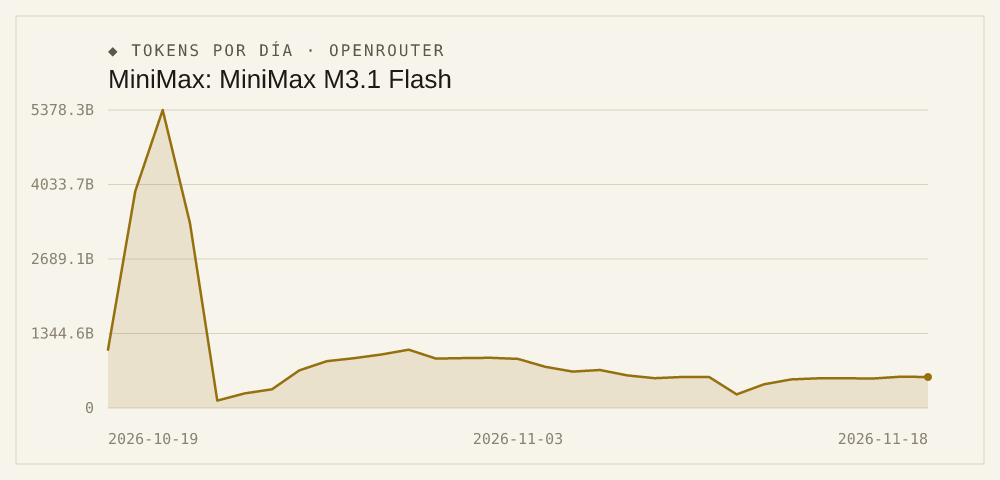 ◆ TOKENS POR DÍA · OPENROUTER
MiniMax: MiniMax M3.1 Flash
5378.3B
4033.7B
2689.1B
1344.6B
0
2026-10-19
2026-11-03
2026-11-18